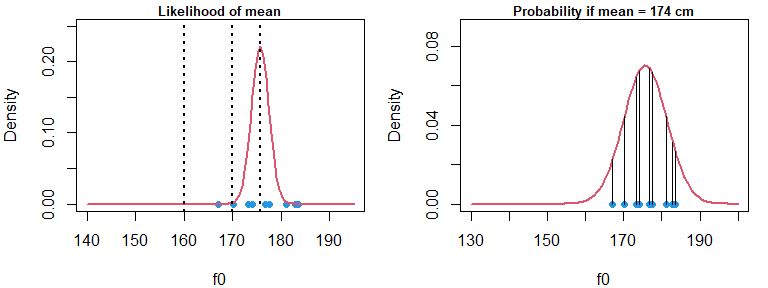 Likelihood of mean
Density
0.00 0.10 0.20
140 150 160 170 180 190
f0
Probability if mean = 174 cm
Density
0.00 0.04 0.08
130 150 170 190
f0